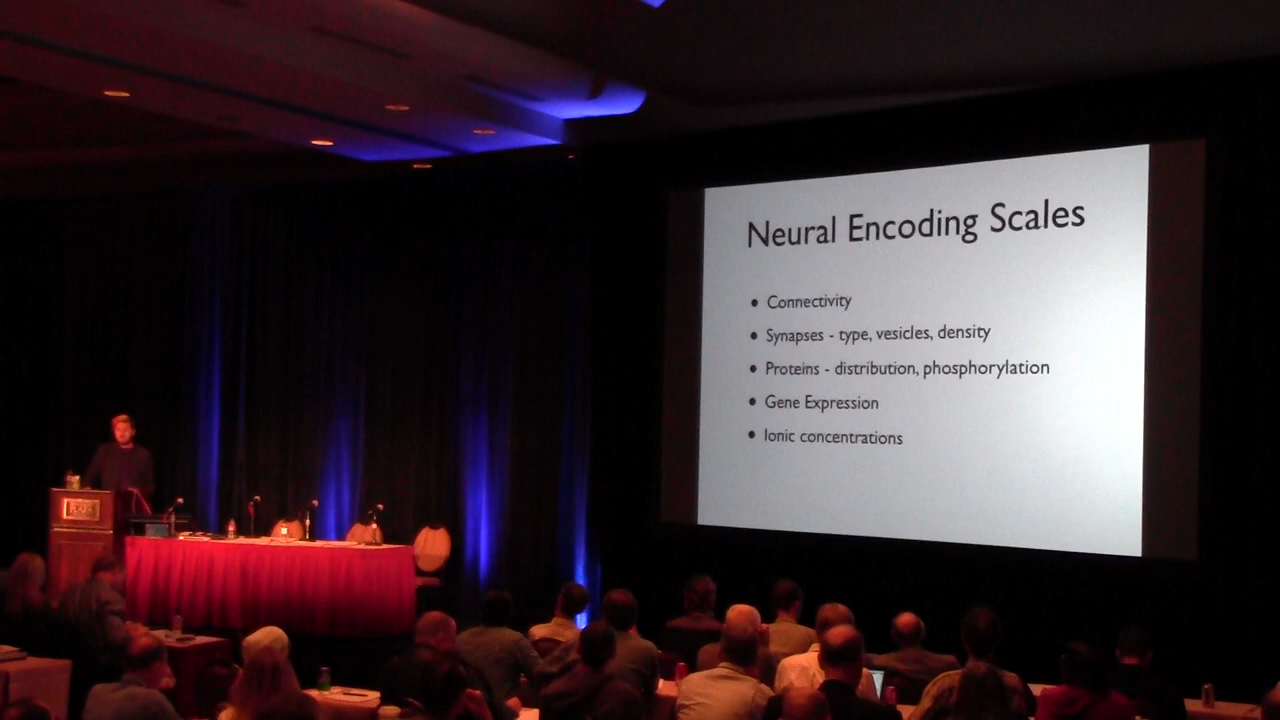 Neural Encoding Scales
• Connectivity
• Synapses - type, vesicles, density
• Proteins - distribution, phosphorylation
• Gene Expression
• Ionic concentrations